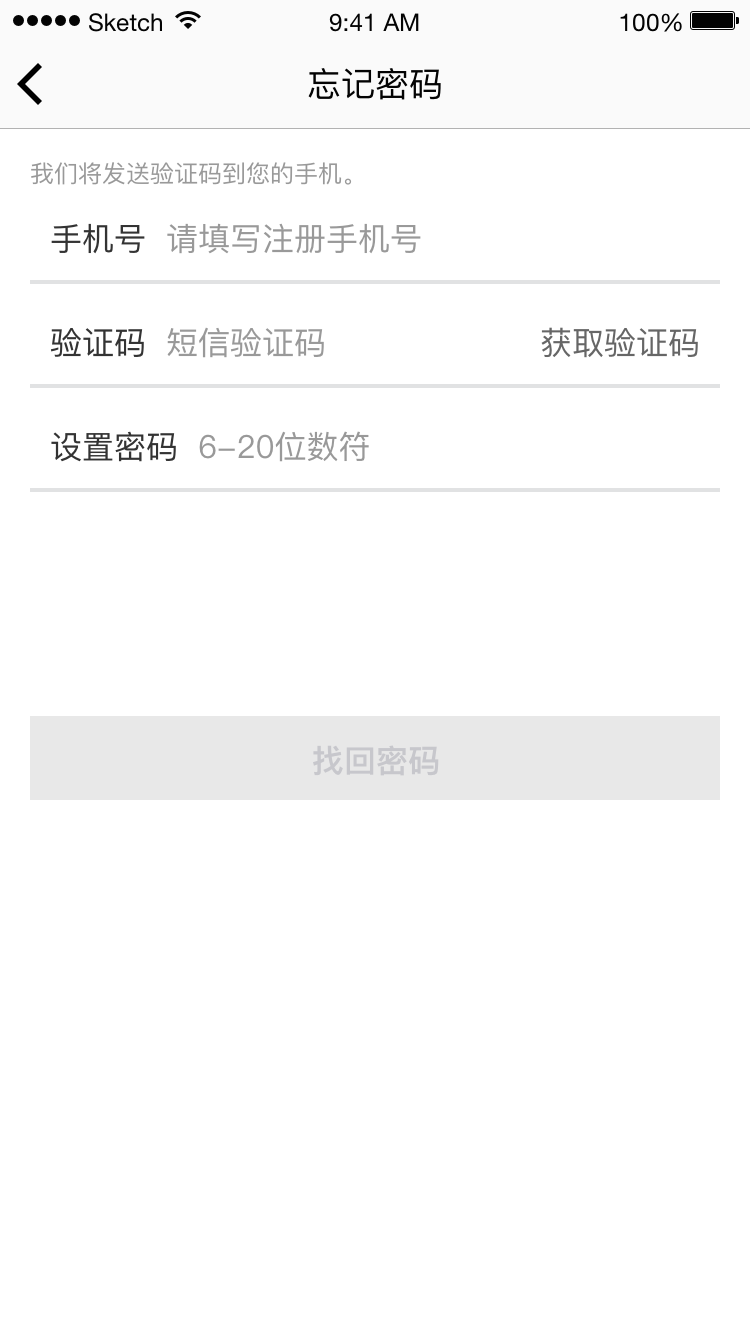 Sketch 9:41 AM 100%
忘记密码
我们将发送验证码到您的手机。
手机号 请填写注册手机号
验证码 短信验证码 获取验证码
设置密码 6-20位数符
找回密码